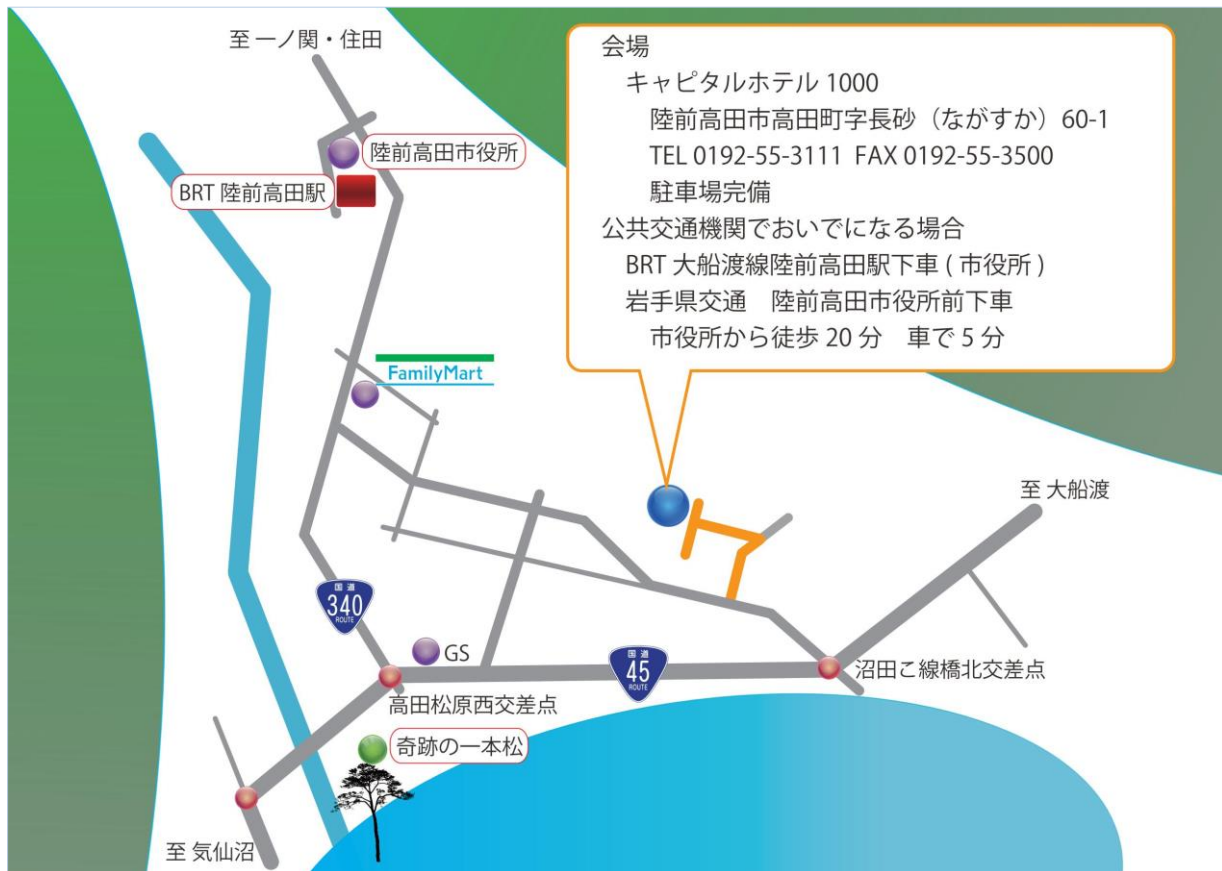 至 一ノ関・住田
会場
キャピタルホテル 1000
陸前高田市高田町字長砂（ながすか）60-1
TEL 0192-55-3111 FAX 0192-55-3500
駐車場完備
公共交通機関でおいでになる場合
BRT 大船渡線陸前高田駅下車 ( 市役所 )
岩手県交通　陸前高田市役所前下車
市役所から徒歩 20 分　車で 5 分
陸前高田市役所
BRT 陸前高田駅
FamilyMart
至 大船渡
国道
340
ROUTE
GS
国道
45
ROUTE
沼田こ線橋北交差点
高田松原西交差点
奇跡の一本松
至 気仙沼